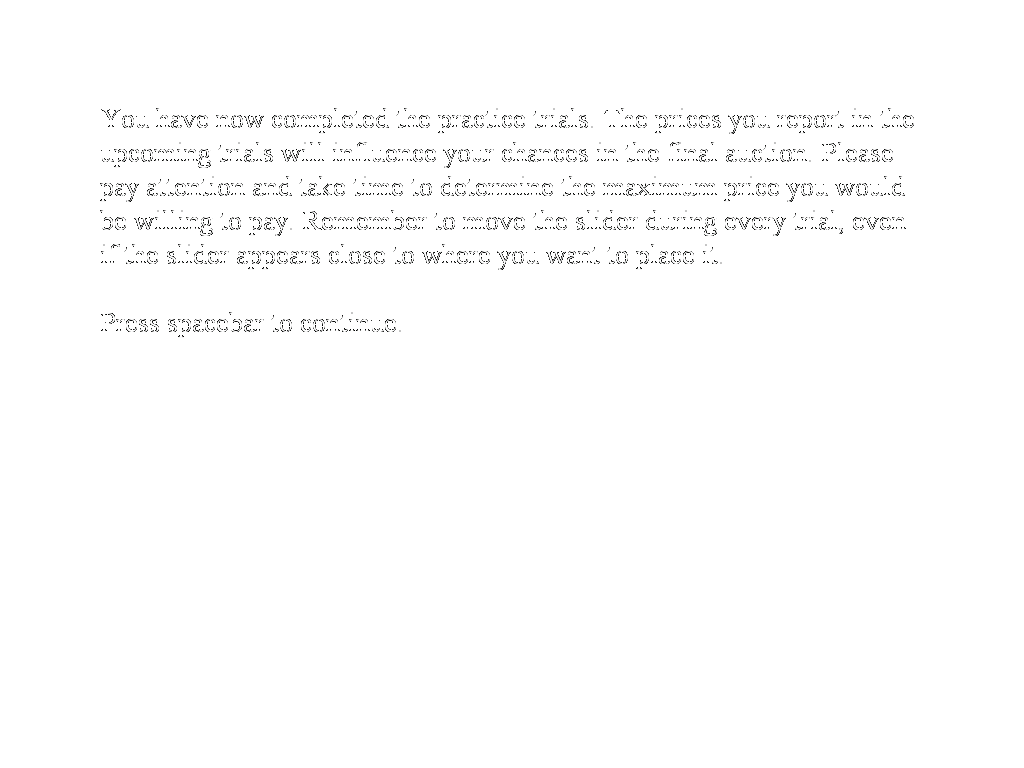 You have now completed the practice trials. The prices you report in the
upcoming trials will influence your chances in the final auction. Please
pay attention and take time to determine the maximum price you would
be willing to pay. Remember to move the slider during every trial, even
if the slider appears close to where you want to place it.
Press spacebar to continue.